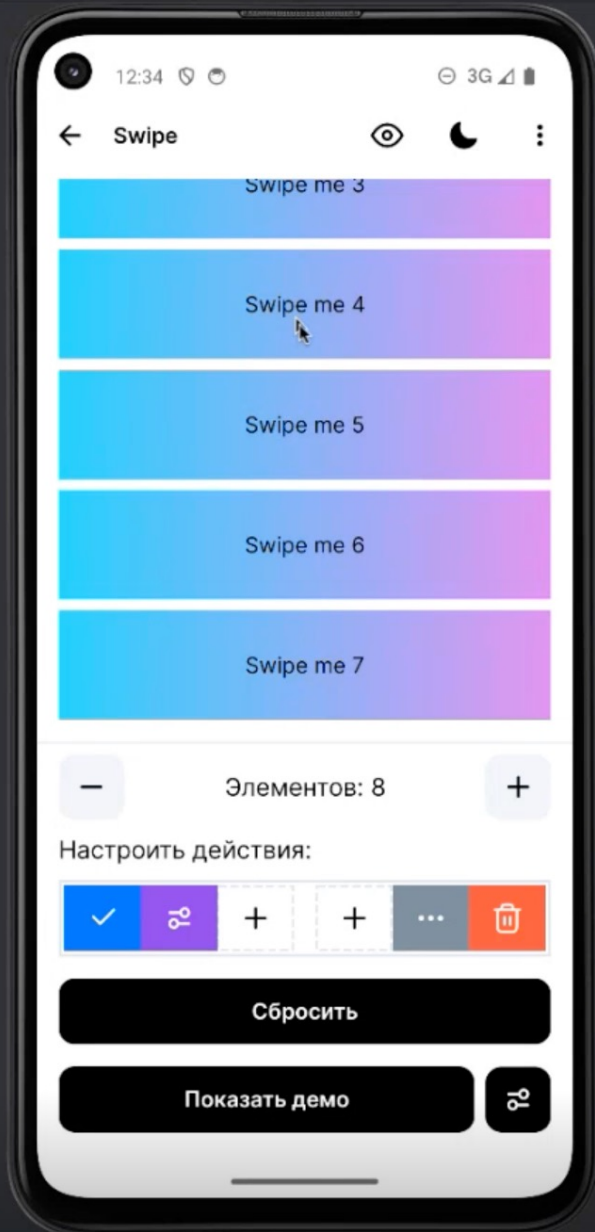 12:34
3G
Swipe
Swipe me 3
Swipe me 4
Swipe me 5
Swipe me 6
Swipe me 7
Элементов: 8
Настроить действия:
Сбросить
Показать демо